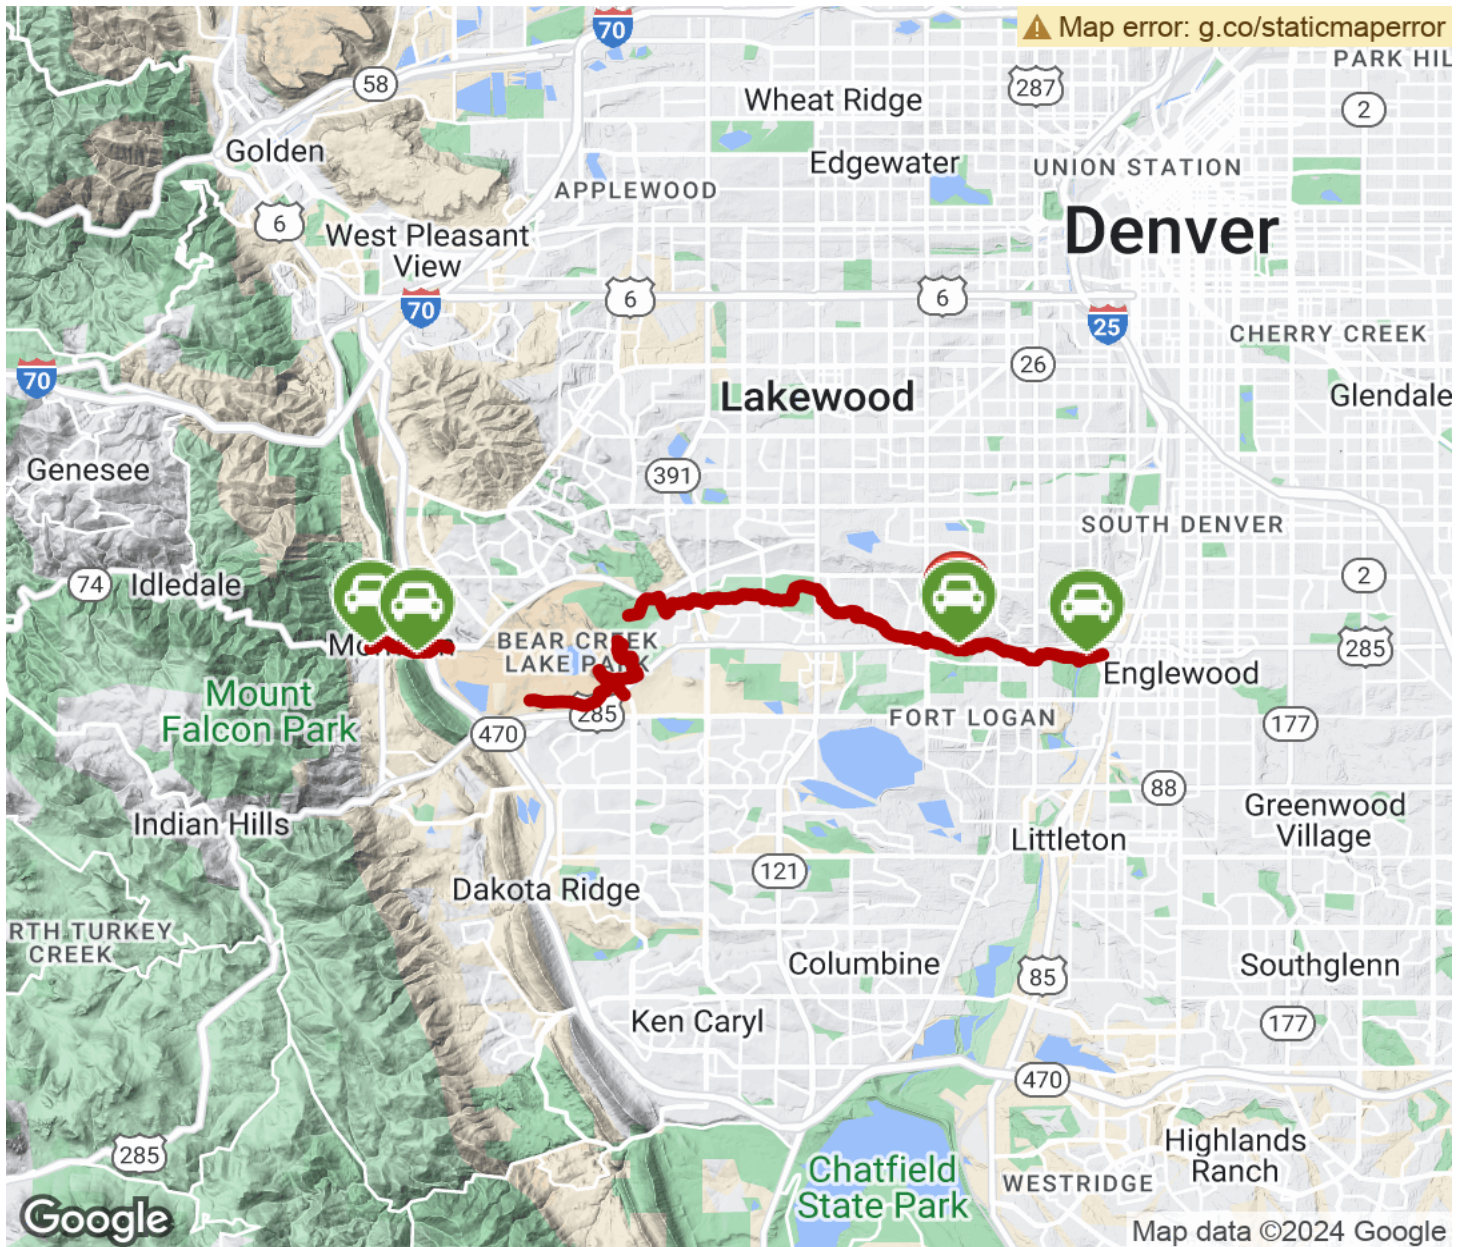 70
Map error: g.co/staticmaperror
58
287
PARK HIL
Wheat Ridge
2
Golden
Edgewater
UNION STATION
APPLEWOOD
6
West Pleasant
View
Denver
70
6
6
25
CHERRY CREEK
26
70
Lakewood
Glendale
Genesee
391
SOUTH DENVER
74
Idledale
2
BEAR CREEK
LAKE PARK
285
Englewood
Mount
Falcon Park
285
470
FORT LOGAN
177
88
Indian Hills
Greenwood
Village
Littleton
121
Dakota Ridge
RTH TURKEY
CREEK
Columbine
85
Southglenn
Ken Caryl
177
470
285
Highlands
Ranch
Chatfield
State Park
WESTRIDGE
Google
Map data ©2024 Google